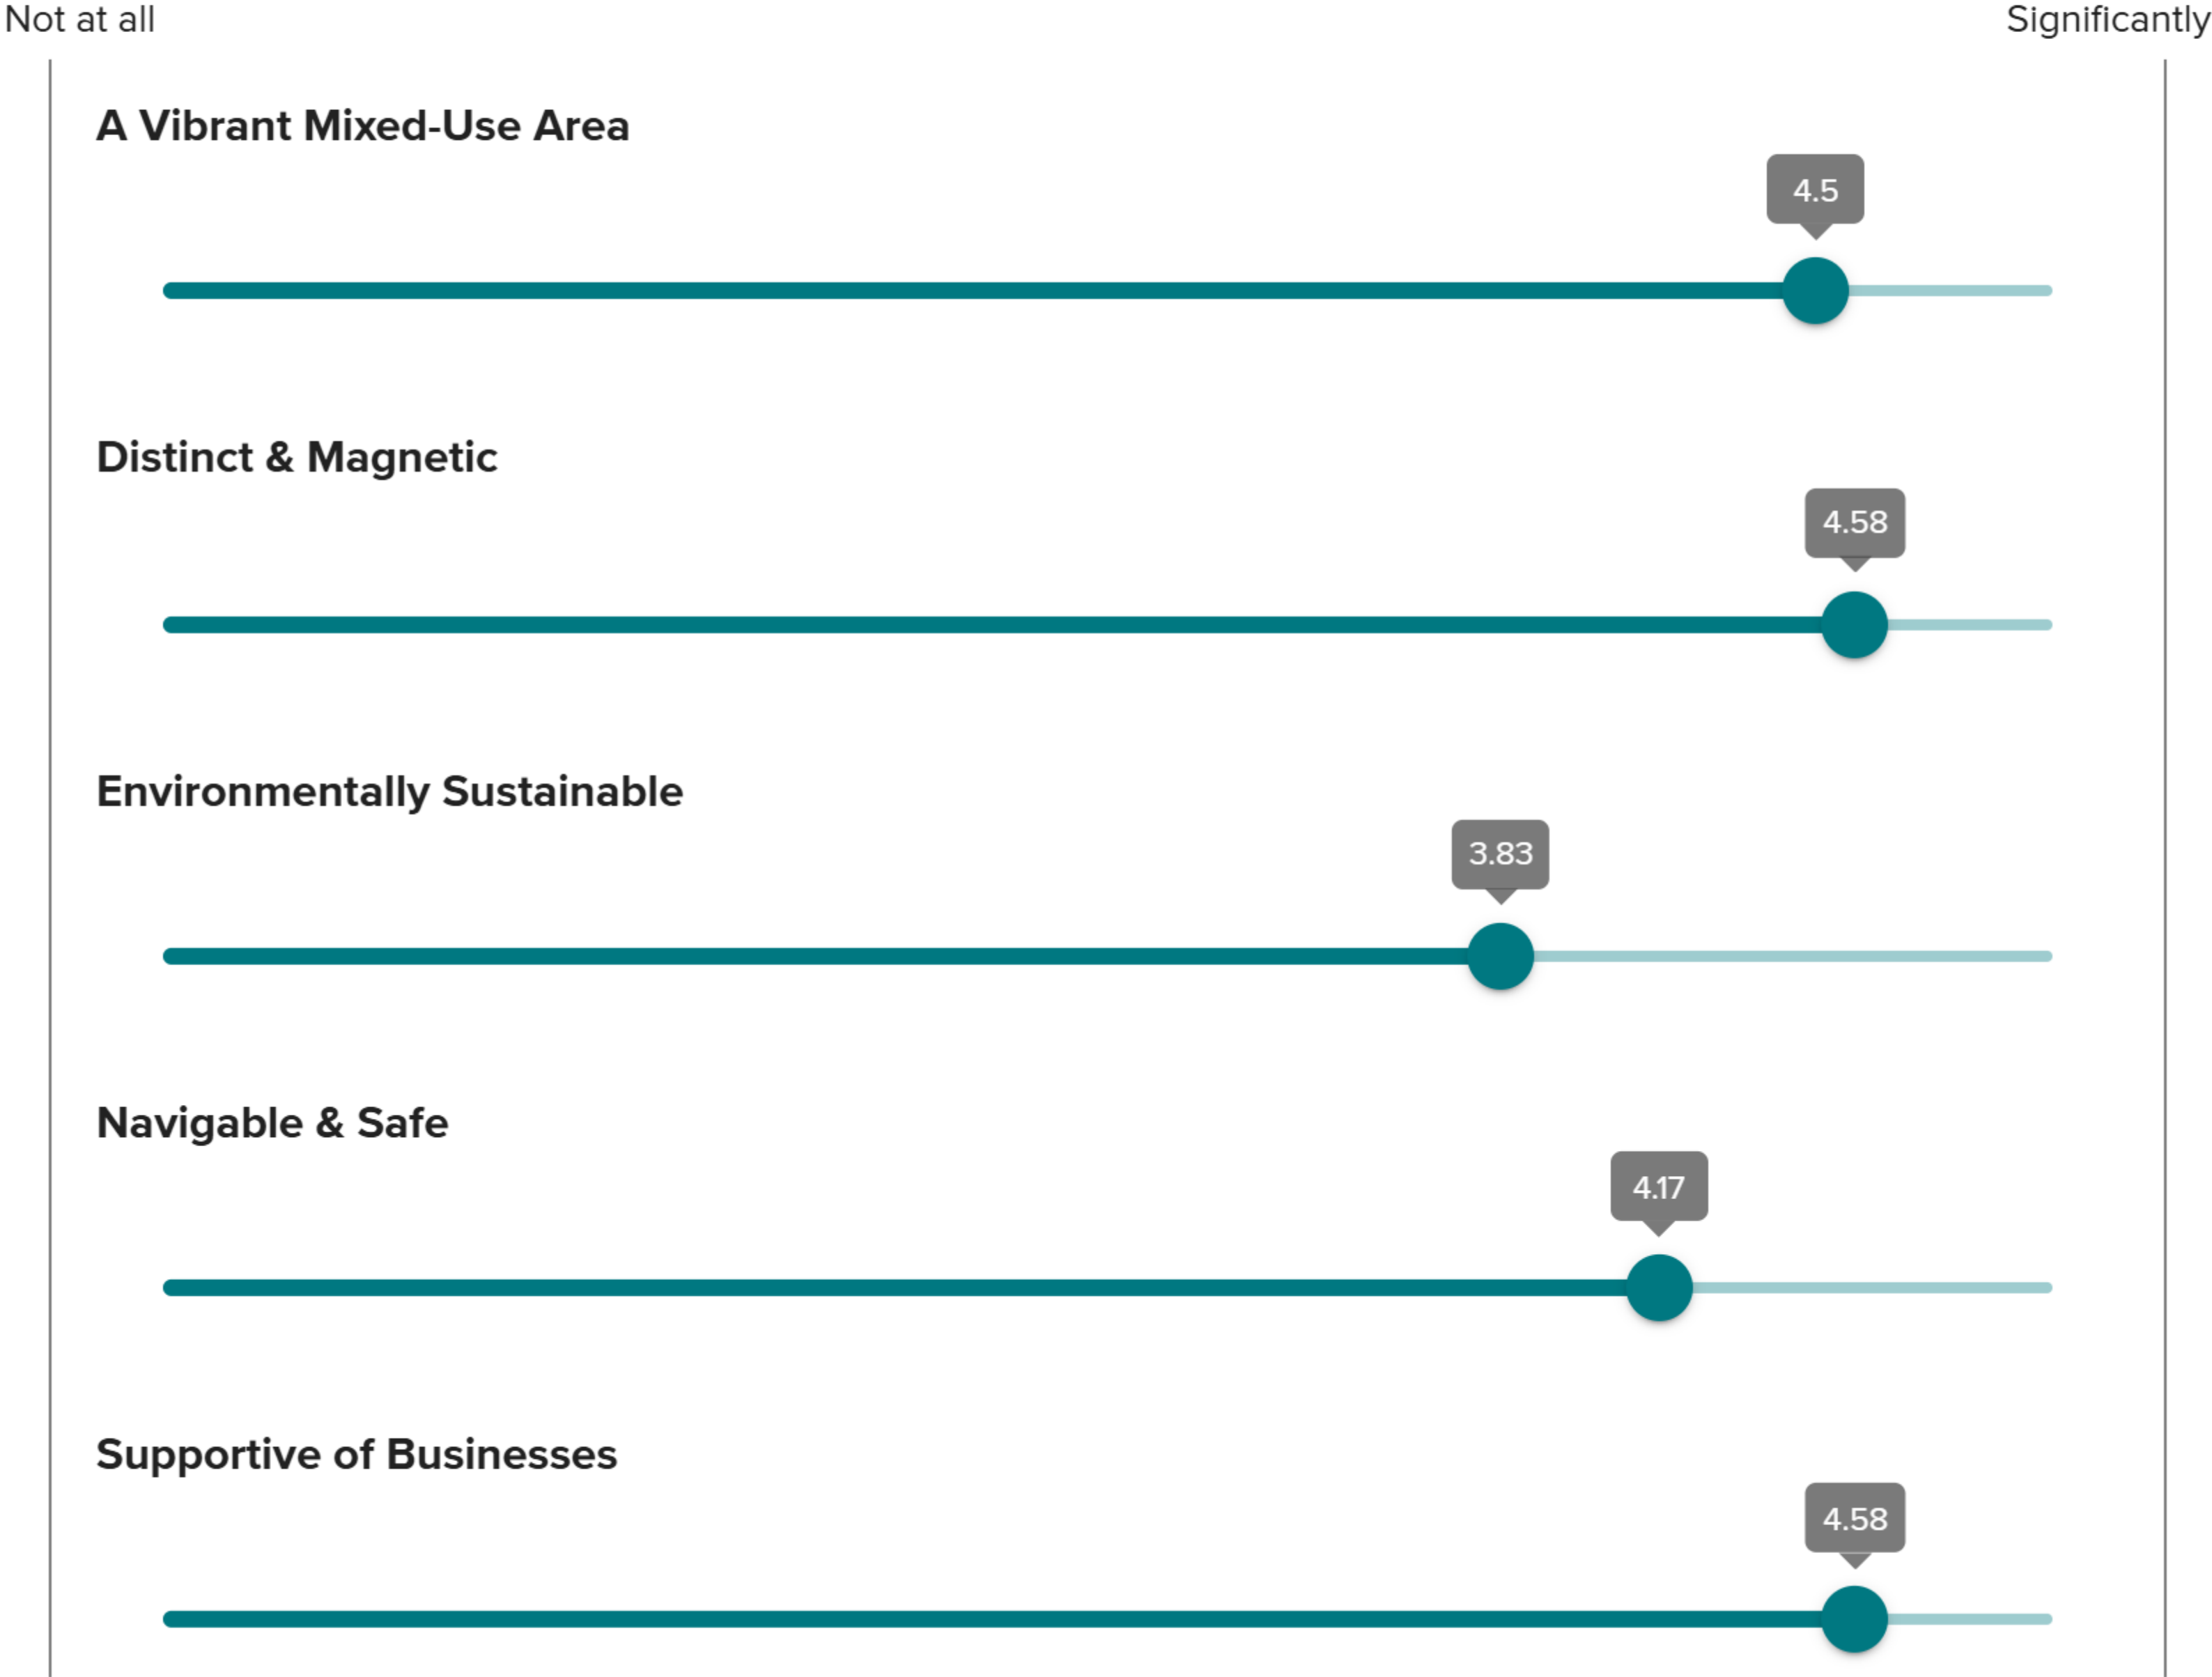 Not at all
Significantly
A Vibrant Mixed-Use Area
4.5
Distinct & Magnetic
4.58
Environmentally Sustainable
3.83
Navigable & Safe
4.17
Supportive of Businesses
4.58